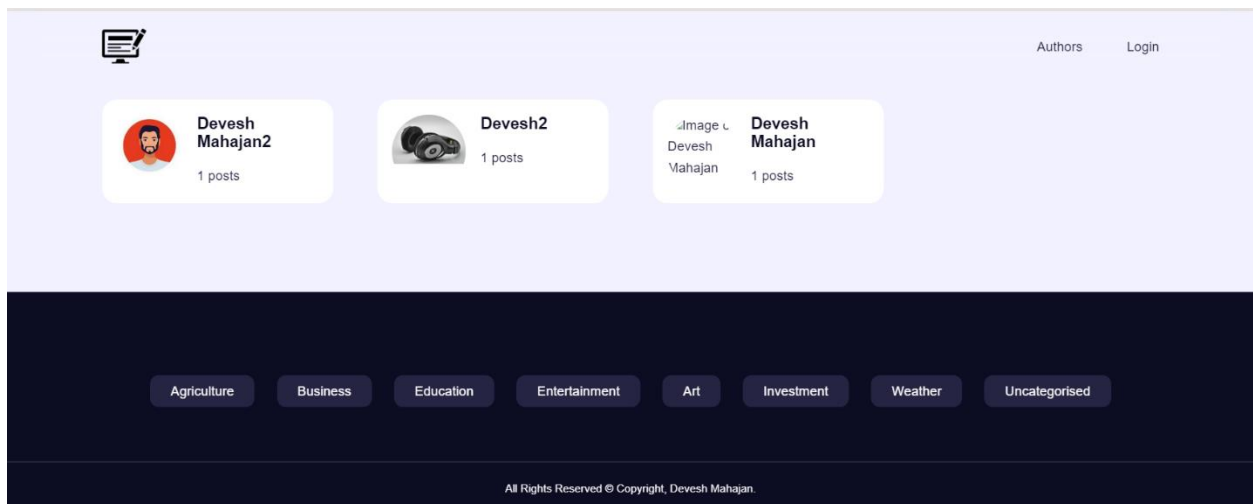 Authors Login
Devesh
Mahajan2
1 posts
Devesh2
1 posts
Image
Devesh
Mahajan
Devesh
Mahajan
1 posts
Agriculture Business Education Entertainment Art Investment Weather Uncategorised
All Rights Reserved © Copyright, Devesh Mahajan.